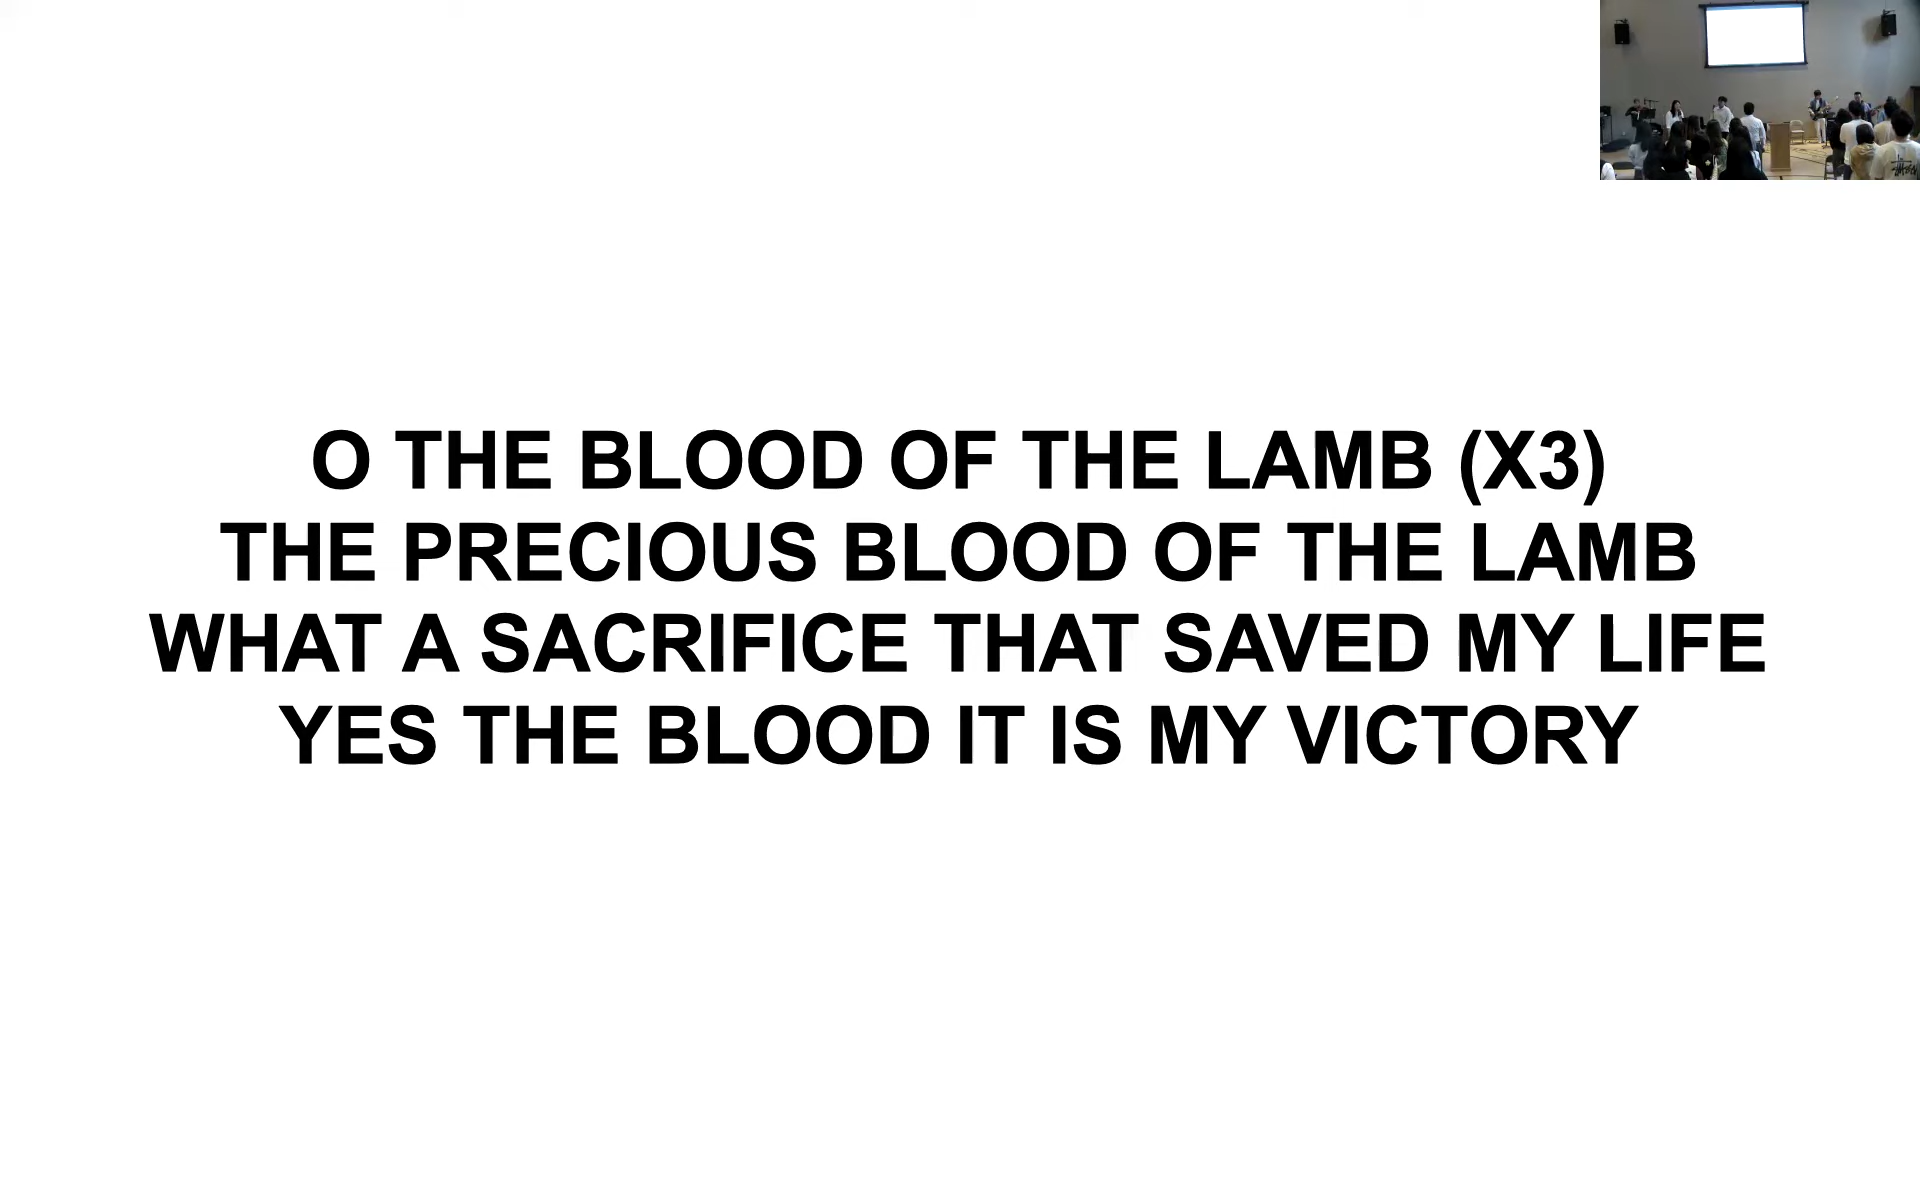 O THE BLOOD OF THE LAMB (X3)
THE PRECIOUS BLOOD OF THE LAMB
WHAT A SACRIFICE THAT SAVED MY LIFE
YES THE BLOOD IT IS MY VICTORY